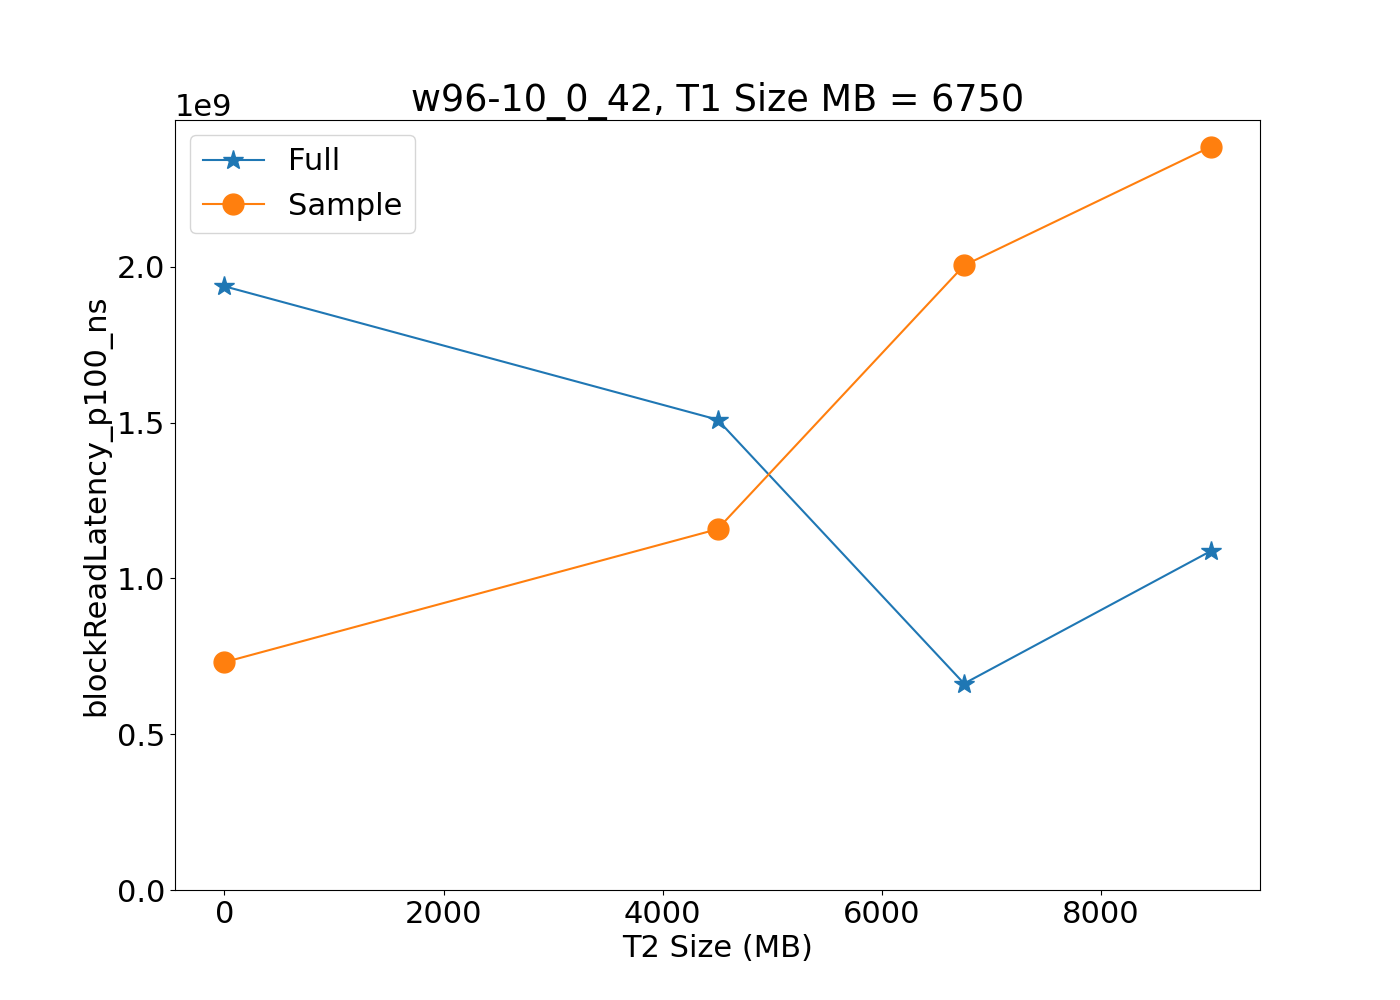 w96-10_0_42, T1 Size MB = 6750
1e9
Full
Sample
2.0
1.5
1.0
0.5
0.0
blockReadLatency_p100_ns
0 2000 4000 6000 8000
T2 Size (MB)